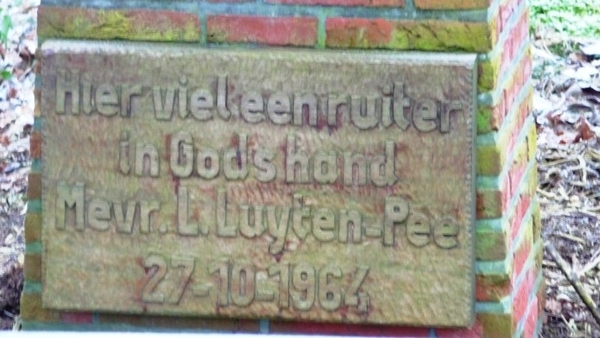 Hier viel een ruiter
in Gods hand
Mevr. L. Luyten-Pee
27-10-1964